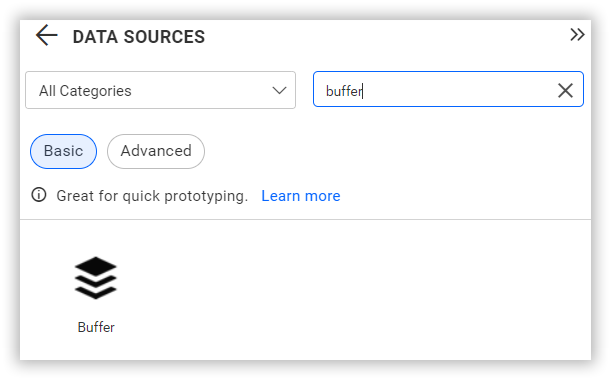 DATA SOURCES
All Categories
buffer
Basic
Advanced
Great for quick prototyping. Learn more
Buffer